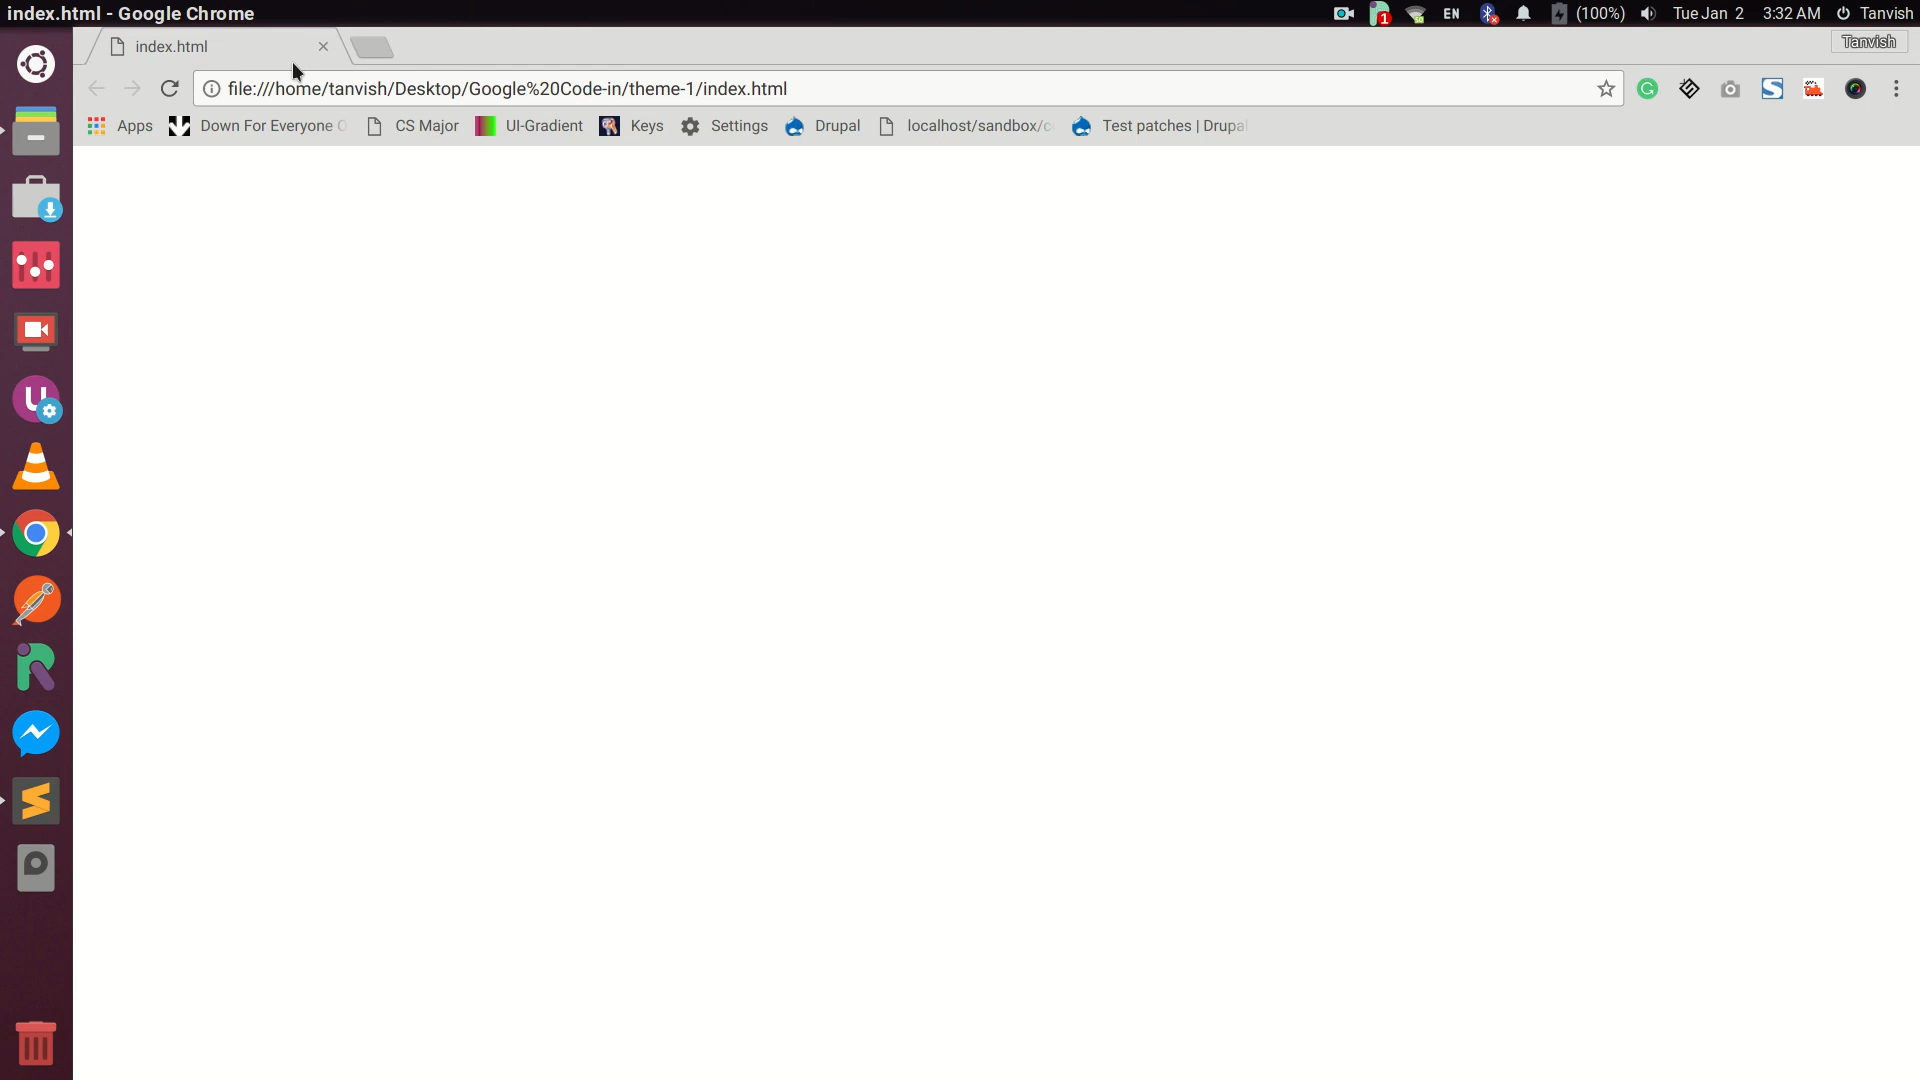 index.html - Google Chrome
1
EN
(100%)
Tue Jan 2
3:32 AM
Tanvish
index.html
Tanvish
file:///home/tanvish/Desktop/Google%20Code-in/theme-1/index.html
Apps
Down For Everyone
CS Major
UI-Gradient
Keys
Settings
Drupal
localhost/sandbox/c
Test patches | Drupal